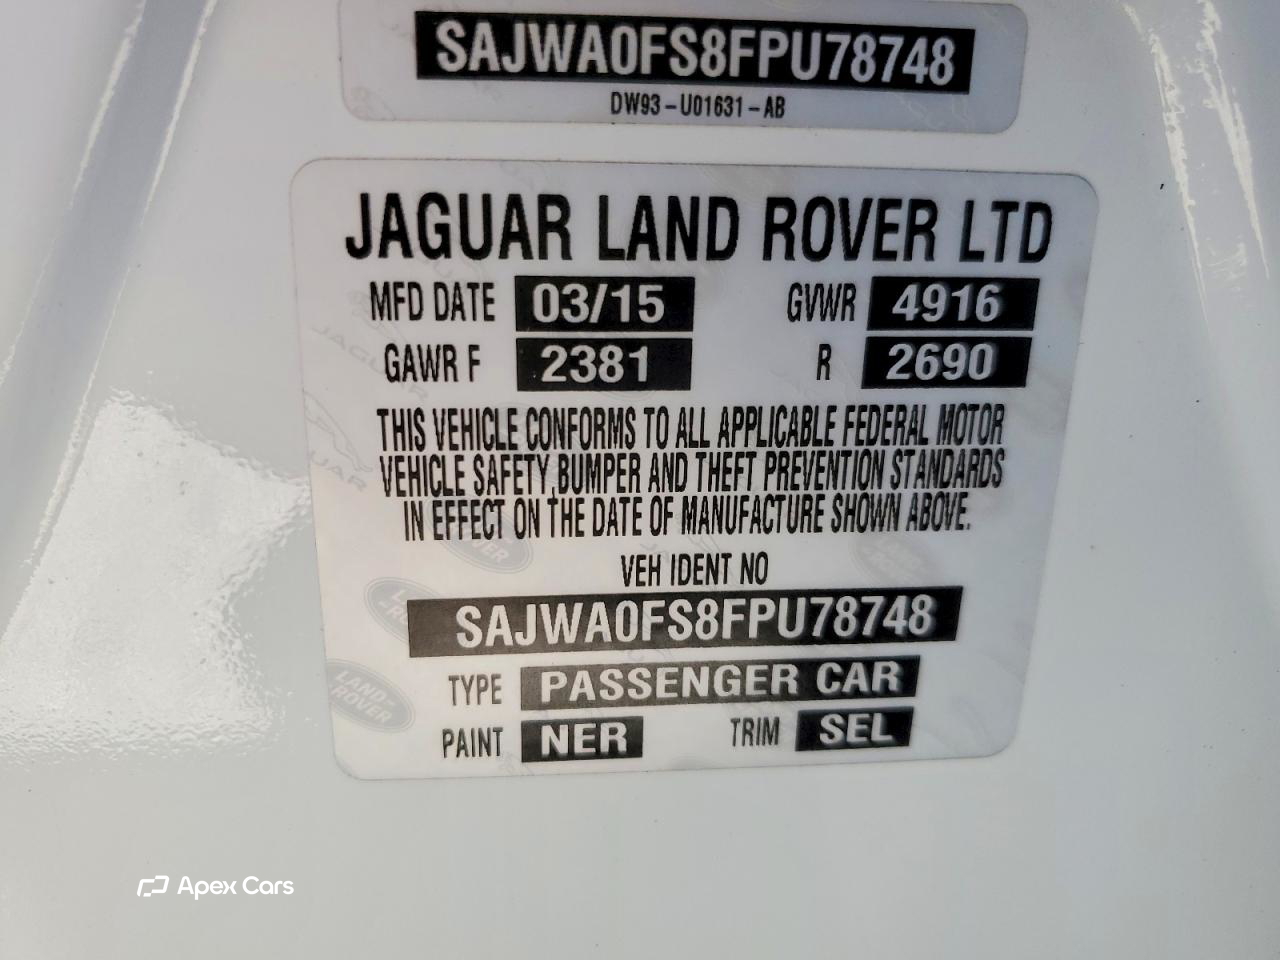 SAJWA0FS8FPU78748
DW93-U01631-AB
JAGUAR LAND ROVER LTD
MFD DATE 03/15 GVWR 4916
GAWR F 2381 R 2690
THIS VEHICLE CONFORMS TO ALL APPLICABLE FEDERAL MOTOR
VEHICLE SAFETY,BUMPER AND THEFT PREVENTION STANDARDS
IN EFFECT ON THE DATE OF MANUFACTURE SHOWN ABOVE.
VEH IDENT NO
SAJWA0FS8FPU78748
TYPE PASSENGER CAR
PAINT NER TRIM SEL
LAND-
ROVER
Apex Cars